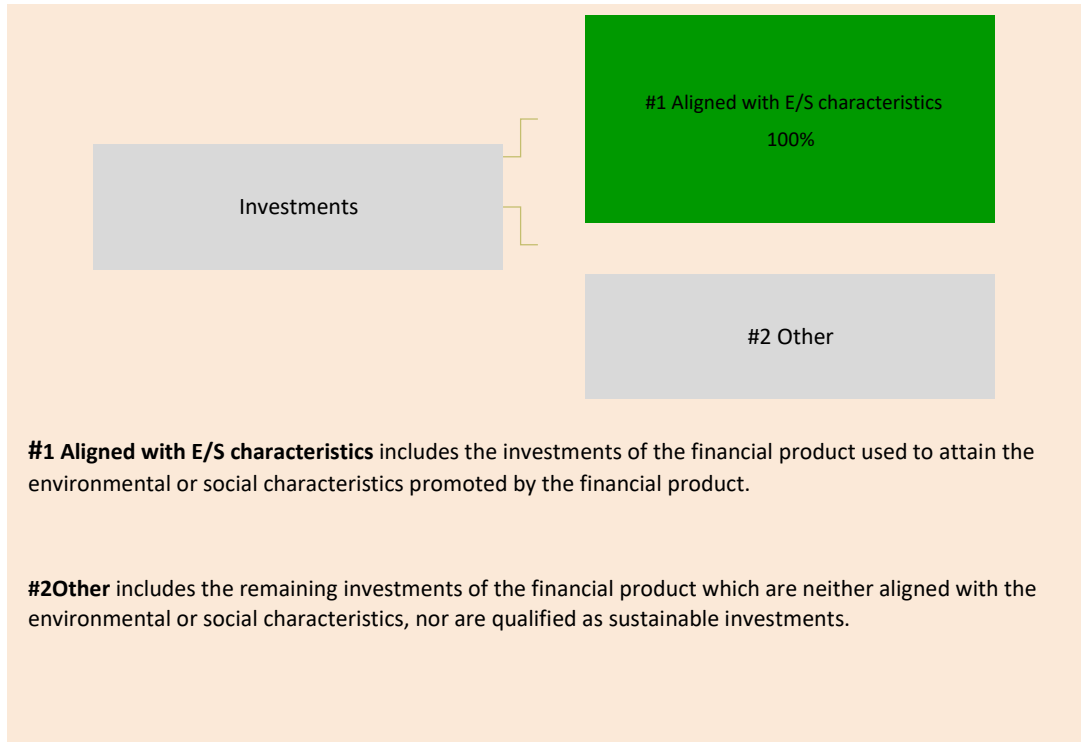 #1 Aligned with E/S characteristics
100%
Investments
#2 Other
#1 Aligned with E/S characteristics includes the investments of the financial product used to attain the
environmental or social characteristics promoted by the financial product.
#2Other includes the remaining investments of the financial product which are neither aligned with the
environmental or social characteristics, nor are qualified as sustainable investments.